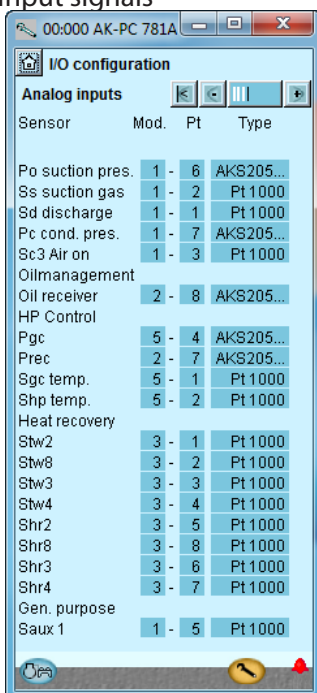 input signals
00:000 AK-PC 781A
I/O configuration
Analog inputs
Sensor Mod. Pt Type
Po suction pres. 1 - 6 AKS205...
Ss suction gas 1 - 2 Pt 1000
Sd discharge 1 - 1 Pt 1000
Pc cond. pres. 1 - 7 AKS205...
Sc3 Air on 1 - 3 Pt 1000
Oilmanagement
Oil receiver 2 - 8 AKS205...
HP Control
Pgc 5 - 4 AKS205...
Prec 2 - 7 AKS205...
Sgc temp. 5 - 1 Pt 1000
Shp temp. 5 - 2 Pt 1000
Heat recovery
Stw2 3 - 1 Pt 1000
Stw8 3 - 2 Pt 1000
Stw3 3 - 3 Pt 1000
Stw4 3 - 4 Pt 1000
Shr2 3 - 5 Pt 1000
Shr8 3 - 8 Pt 1000
Shr3 3 - 6 Pt 1000
Shr4 3 - 7 Pt 1000
Gen. purpose
Saux 1 1 - 5 Pt 1000